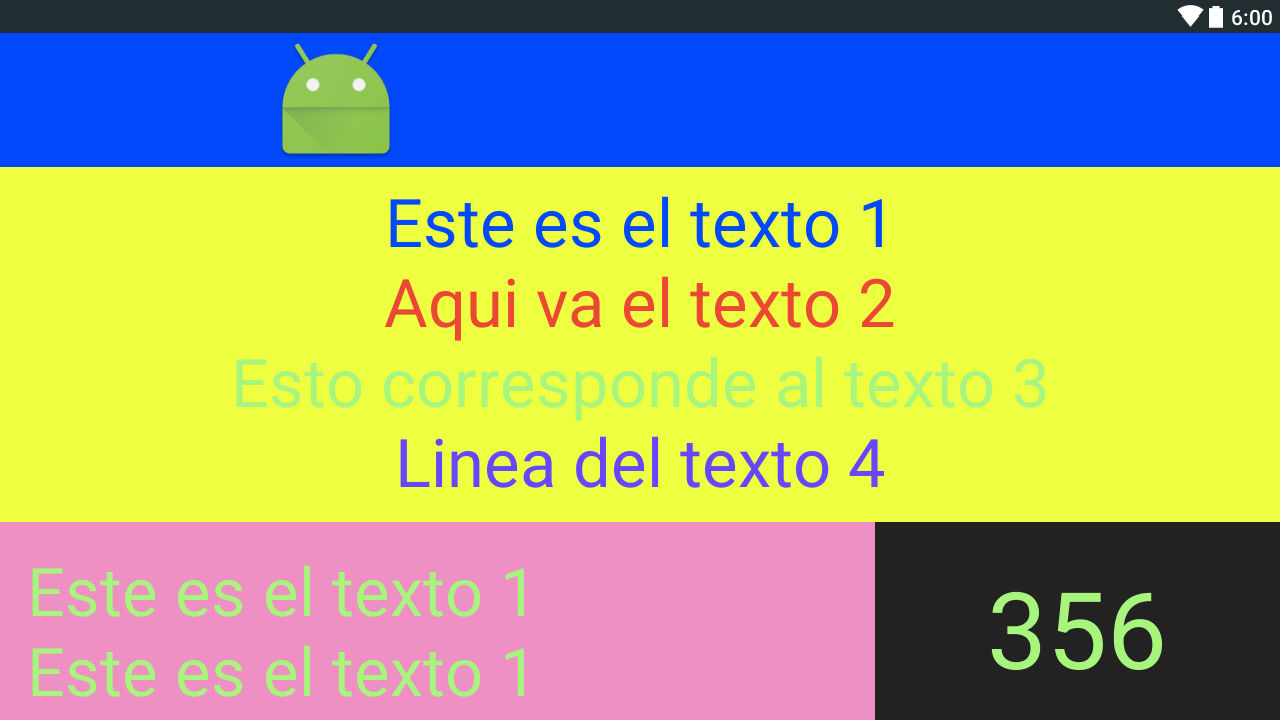 6:00
Este es el texto 1
Aqui va el texto 2
Esto corresponde al texto 3
Linea del texto 4
Este es el texto 1
Este es el texto 1
356